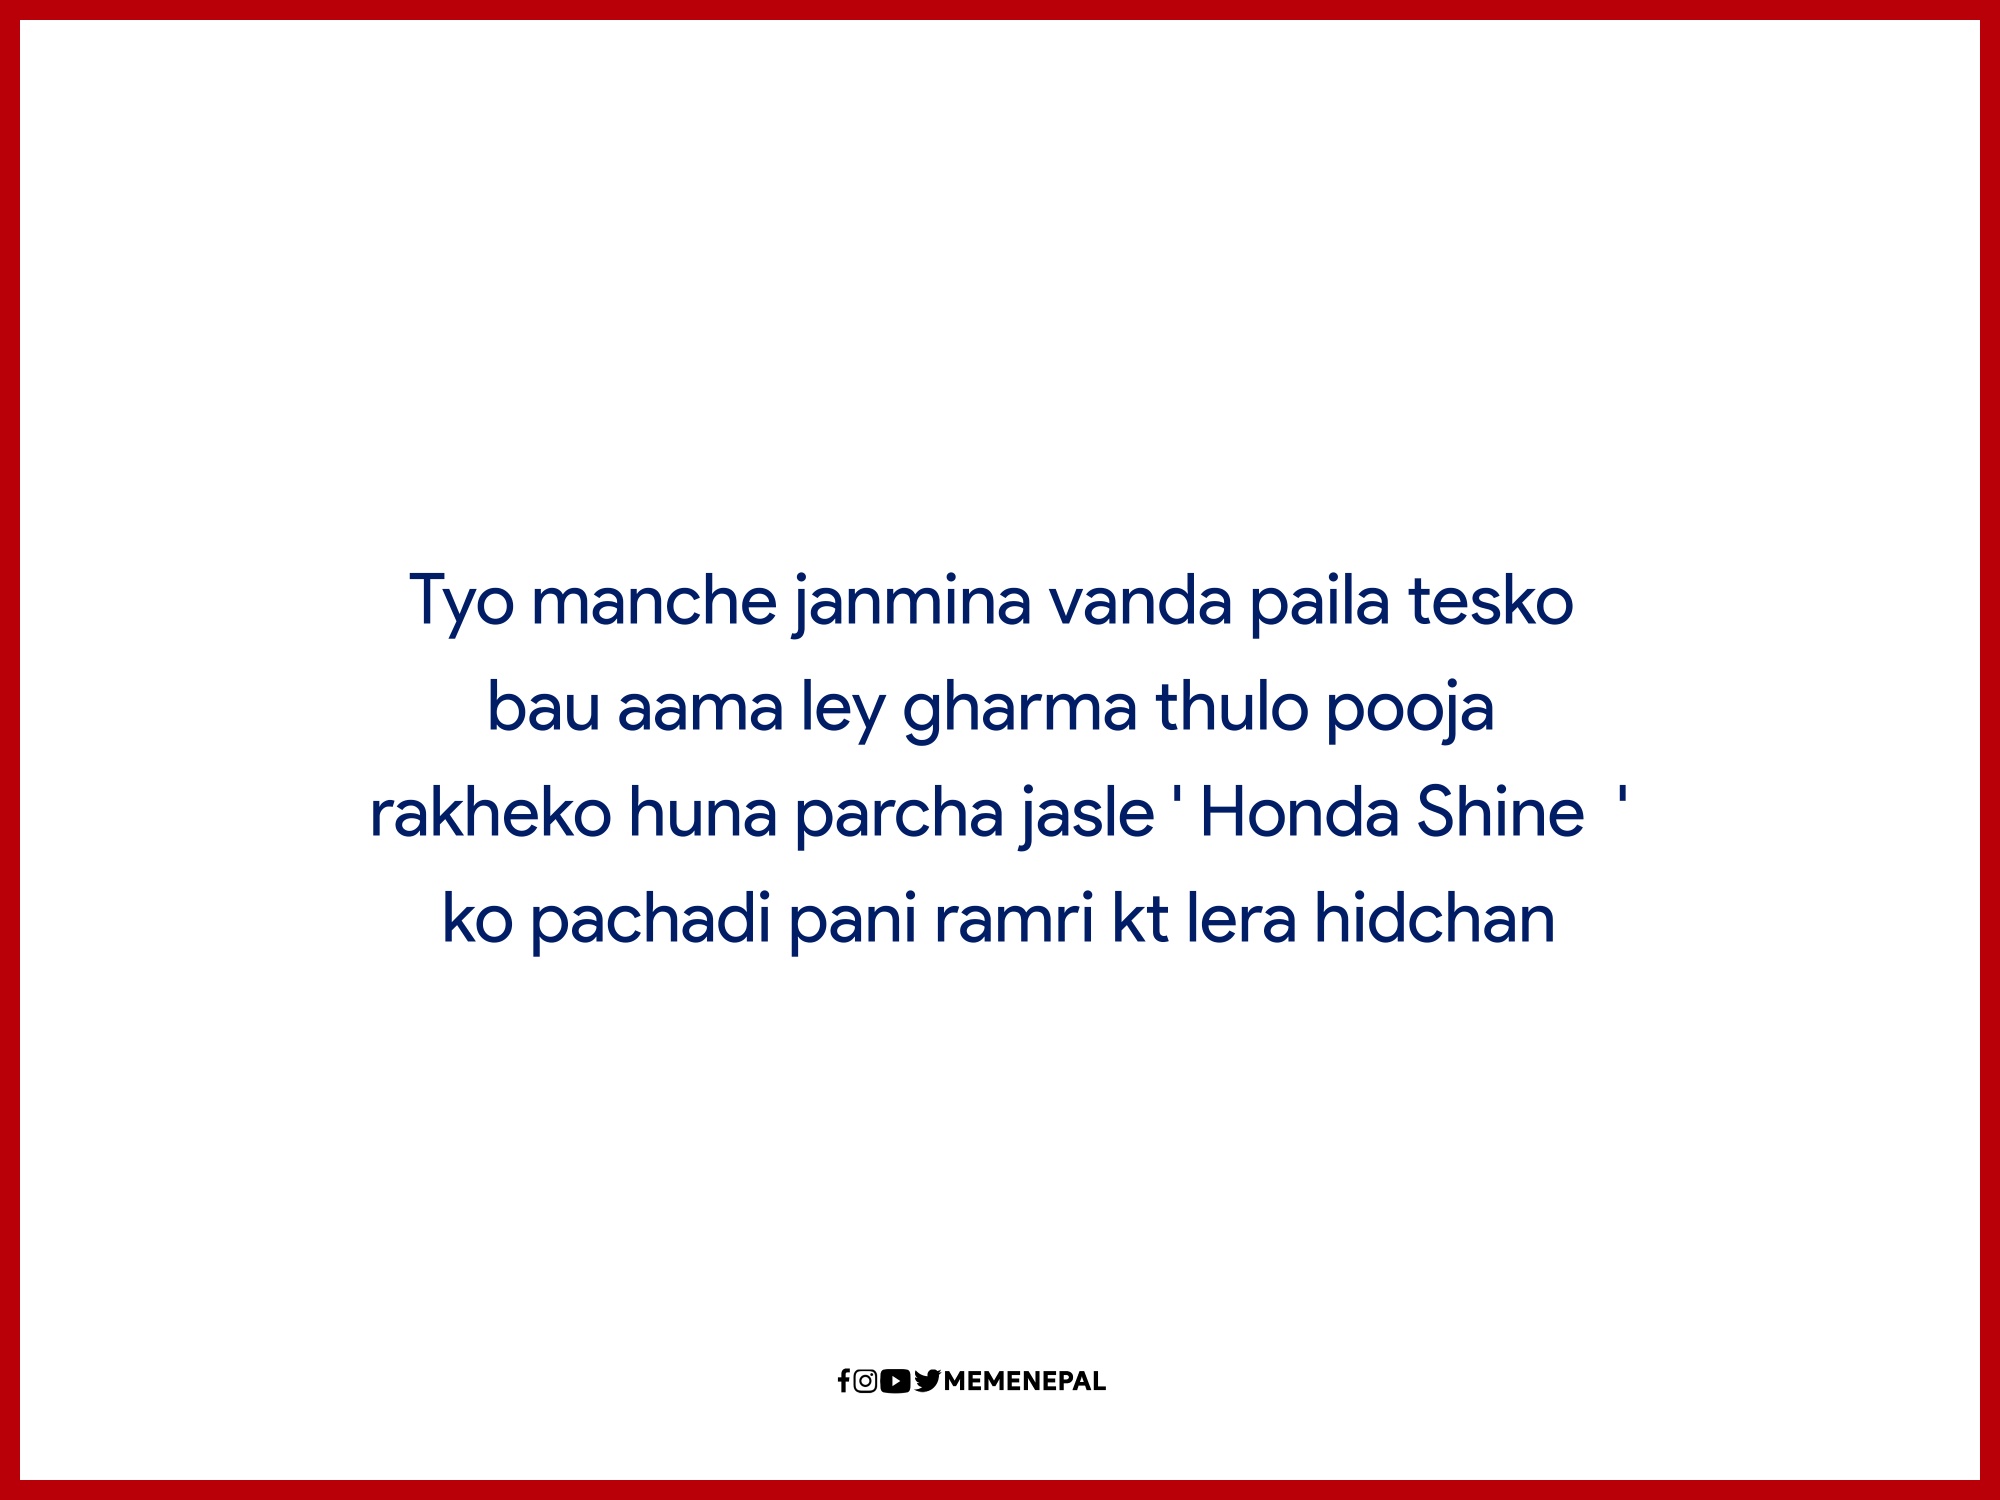 Tyo manche janmina vanda paila tesko
bau aama ley gharma thulo pooja
rakheko huna parcha jasle ' Honda Shine  '
ko pachadi pani ramri kt lera hidchan
MEMENEPAL